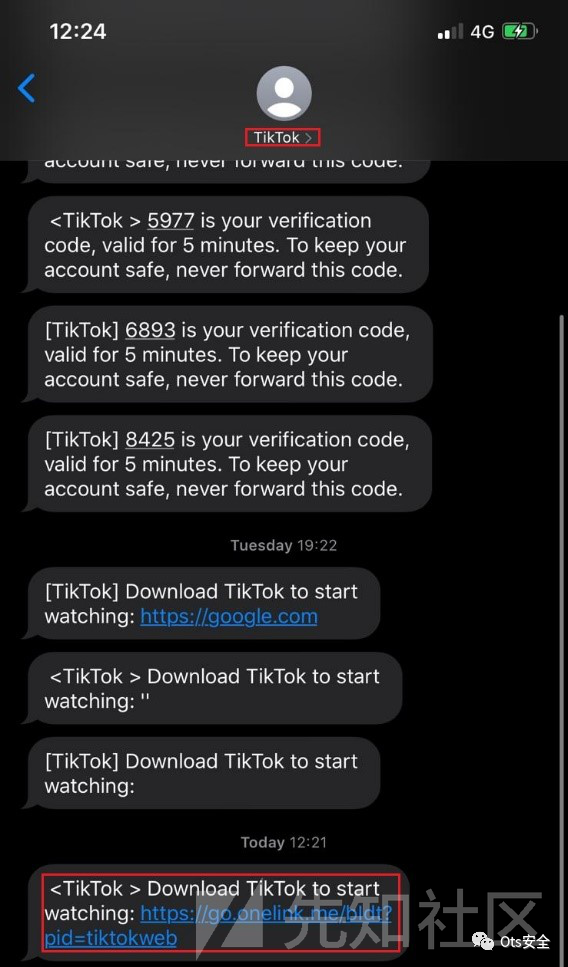 12:24
4G
TikTok >
account safe, never forward this code.
<TikTok > 5977 is your verification
code, valid for 5 minutes. To keep your
account safe, never forward this code.
[TikTok] 6893 is your verification code,
valid for 5 minutes. To keep your
account safe, never forward this code.
[TikTok] 8425 is your verification code,
valid for 5 minutes. To keep your
account safe, never forward this code.
Tuesday 19:22
[TikTok] Download TikTok to start
watching: https://google.com
<TikTok > Download TikTok to start
watching: ''
[TikTok] Download TikTok to start
watching:
Today 12:21
<TikTok > Download TikTok to start
watching: https://go.onelink.me/bIdt?
pid=tiktokweb
先知社区
Ots安全